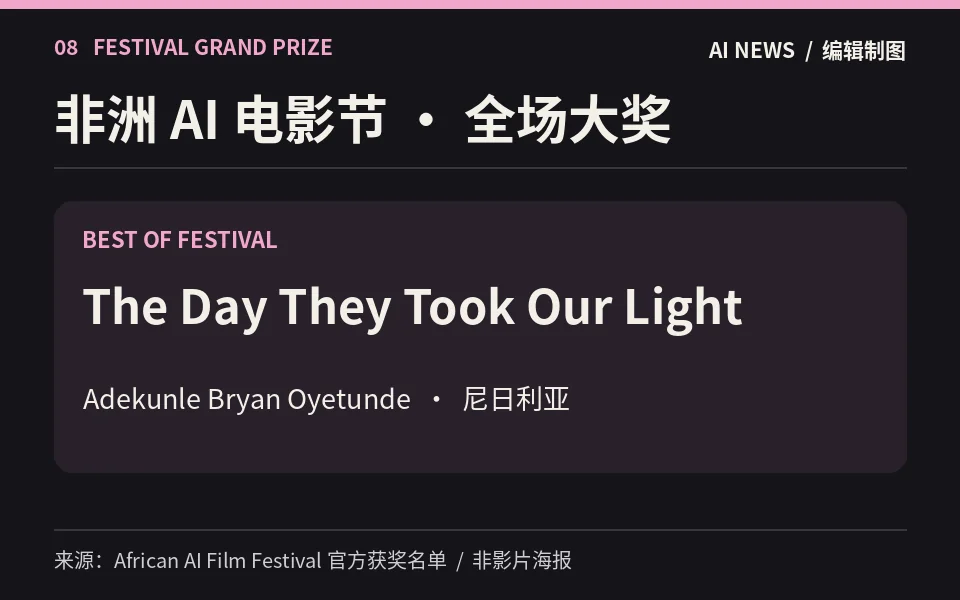 08 FESTIVAL GRAND PRIZE
AI NEWS / 编辑制图
非洲 AI 电影节 · 全场大奖
BEST OF FESTIVAL
The Day They Took Our Light
Adekunle Bryan Oyetunde · 尼日利亚
来源：African AI Film Festival 官方获奖名单 / 非影片海报